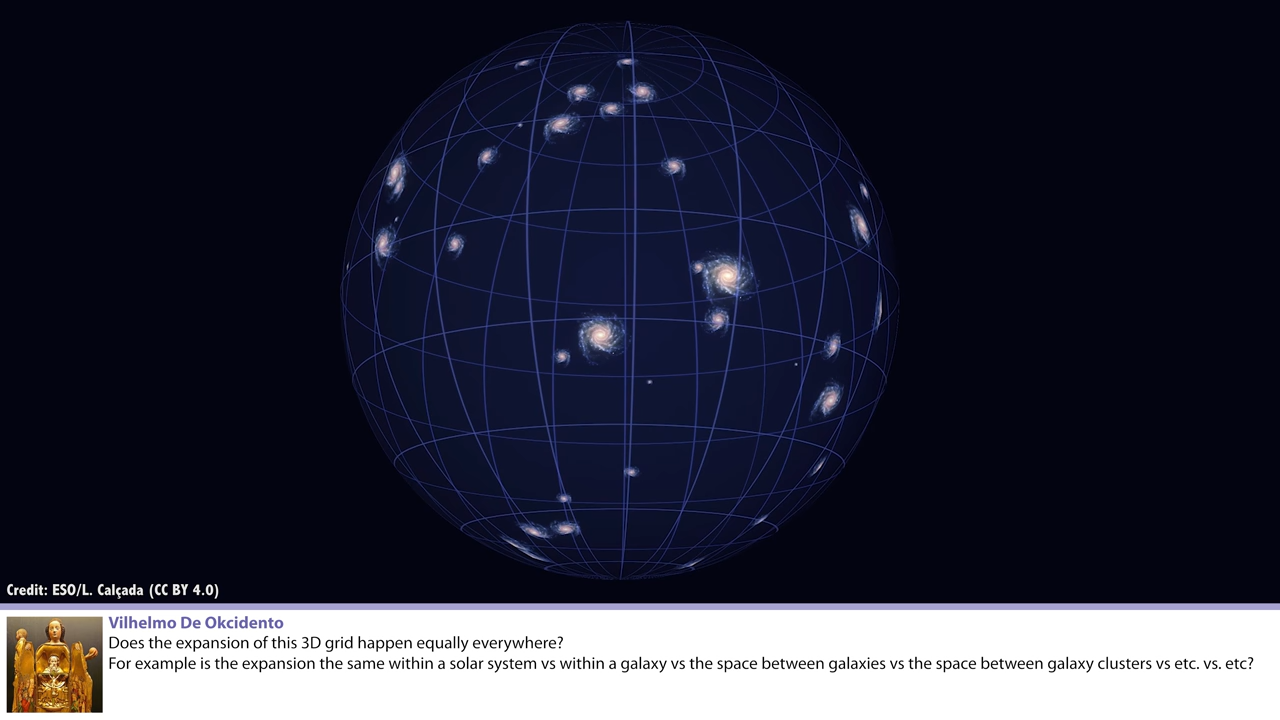 Credit: ESO/L. Calçada (CC BY 4.0)
Vilhelmo De Okcidento
Does the expansion of this 3D grid happen equally everywhere?
For example is the expansion the same within a solar system vs within a galaxy vs the space between galaxies vs the space between galaxy clusters vs etc. vs. etc?